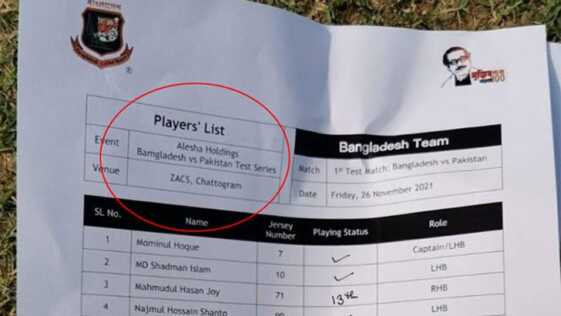 Players' List
Event Alesha Holdings
Bamgladesh vs Pakistan Test Series
Venue ZACS, Chattogram
Bangladesh Team
Match 1st Test Match: Bangladesh vs Pakistan
Date Friday, 26 November 2021
SL No. Name Jersey Number Playing Status Role
1 Mominul Hoque 7 ✓ Captain/LHB
2 MD Shadman Islam 10 ✓ LHB
3 Mahmudul Hasan Joy 71 13th RHB
4 Najmul Hossain Shanto LHB